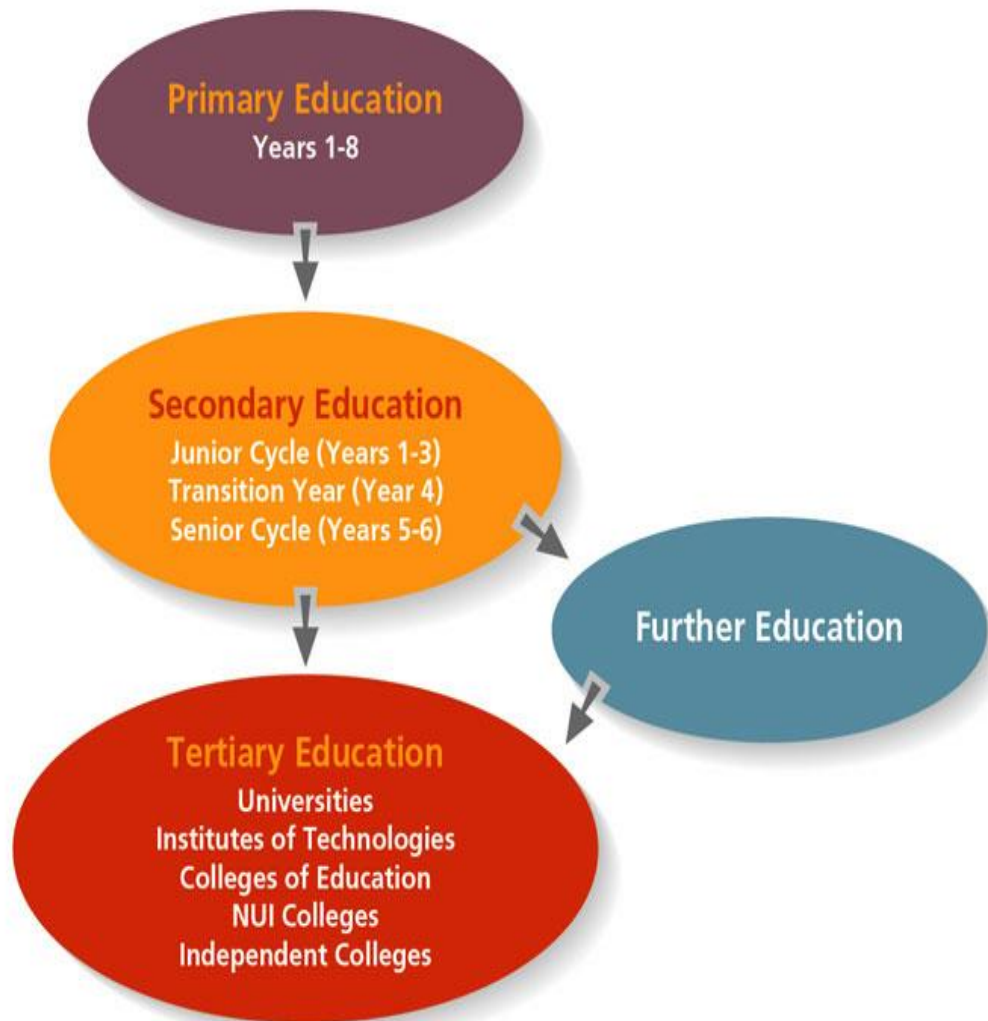 Primary Education
Years 1-8
Secondary Education
Junior Cycle (Years 1-3)
Transition Year (Year 4)
Senior Cycle (Years 5-6)
Further Education
Tertiary Education
Universities
Institutes of Technologies
Colleges of Education
NUI Colleges
Independent Colleges